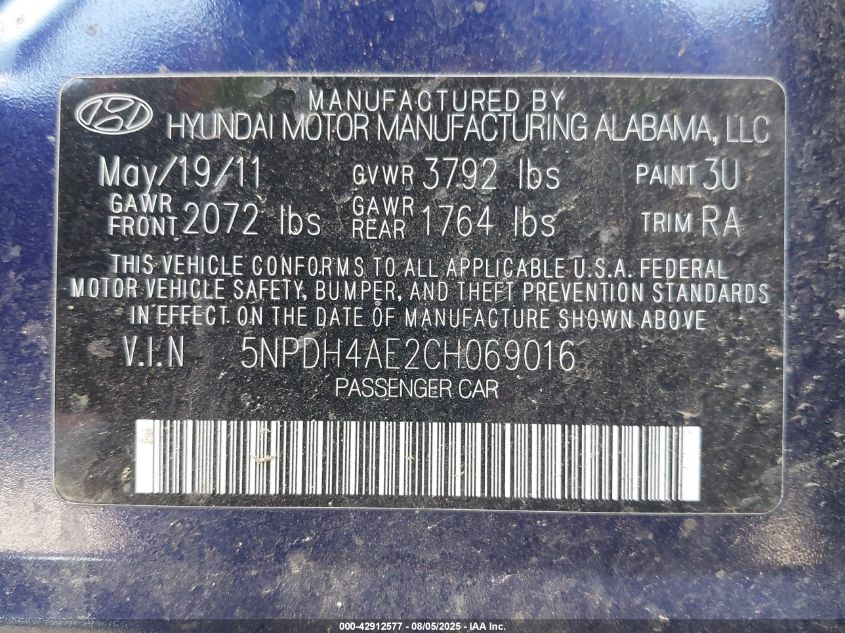 MANUFACTURED BY
HYUNDAI MOTOR MANUFACTURING ALABAMA, LLC
May/19/11 GVWR 3792 lbs PAINT 3U
GAWR FRONT 2072 lbs GAWR REAR 1764 lbs TRIM RA
THIS VEHICLE CONFORMS TO ALL APPLICABLE U.S.A. FEDERAL
MOTOR VEHICLE SAFETY, BUMPER, AND THEFT PREVENTION STANDARDS
IN EFFECT ON THE DATE OF MANUFACTURE SHOWN ABOVE
V.I.N 5NPDH4AE2CH069016
PASSENGER CAR
000-42912577 - 08/05/2025 - IAA Inc.